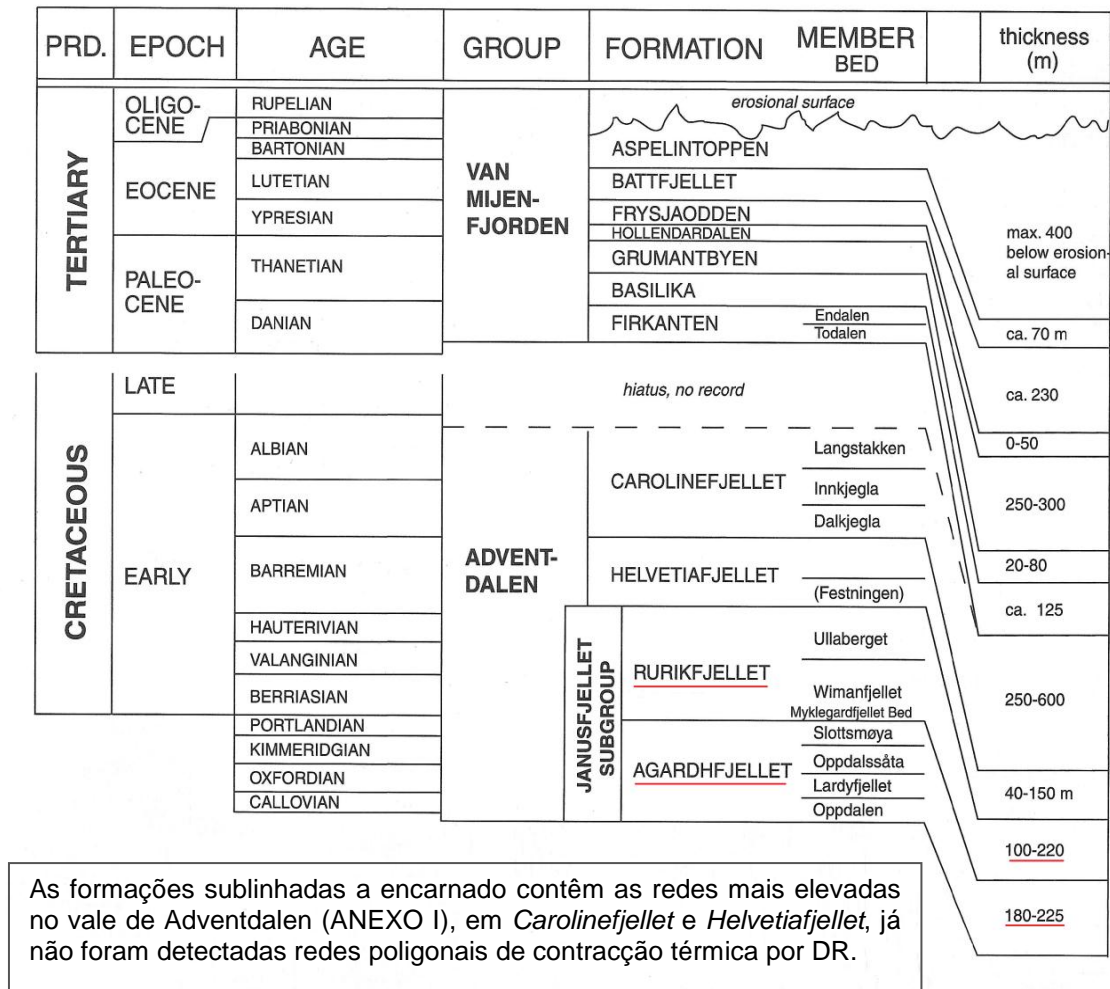 PRD. EPOCH AGE GROUP FORMATION MEMBER BED thickness (m)
TERTIARY
OLIGO-
CENE
EOCENE
PALEO-
CENE
RUPELIAN
PRIABONIAN
BARTONIAN
LUTETIAN
YPRESIAN
THANETIAN
DANIAN
VAN
MIJEN-
FJORDEN
erosional surface
ASPELINTOPPEN
BATTFJELLET
FRYSJAODDEN
HOLLENDARDALEN
GRUMANTBYEN
BASILIKA
FIRKANTEN
Endalen
Todalen
max. 400
below erosion-
al surface
ca. 70 m
ca. 230
0-50
250-300
20-80
ca. 125
CRETACEOUS
LATE
EARLY
hiatus, no record
ALBIAN
APTIAN
BARREMIAN
HAUTERIVIAN
VALANGINIAN
BERRIASIAN
PORTLANDIAN
KIMMERIDGIAN
OXFORDIAN
CALLOVIAN
ADVENT-
DALEN
JANUSFJELLET
SUBGROUP
CAROLINEFJELLET
HELVETIAFJELLET
RURIKFJELLET
AGARDHFJELLET
Langstakken
Innkjegla
Dalkjegla
(Festningen)
Ullaberget
Wimanfjellet
Myklegardfjellet Bed
Slottsmøya
Oppdalssåta
Lardyfjellet
Oppdalen
250-600
40-150 m
100-220
180-225
As formações sublinhadas a encarnado contêm as redes mais elevadas
no vale de Adventdalen (ANEXO I), em Carolinefjellet e Helvetiafjellet, já
não foram detectadas redes poligonais de contracção térmica por DR.